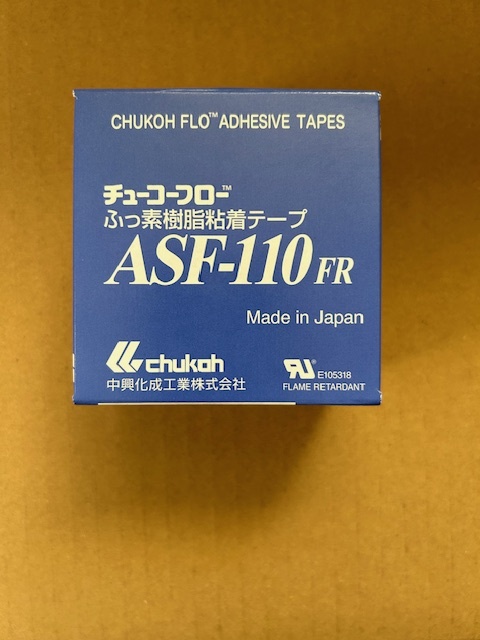 CHUKOH FLO™ ADHESIVE TAPES
チューコーフロー™
ふっ素樹脂粘着テープ
ASF-110 FR
Made in Japan
chukoh
中興化成工業株式会社
RU® E105318
FLAME RETARDANT